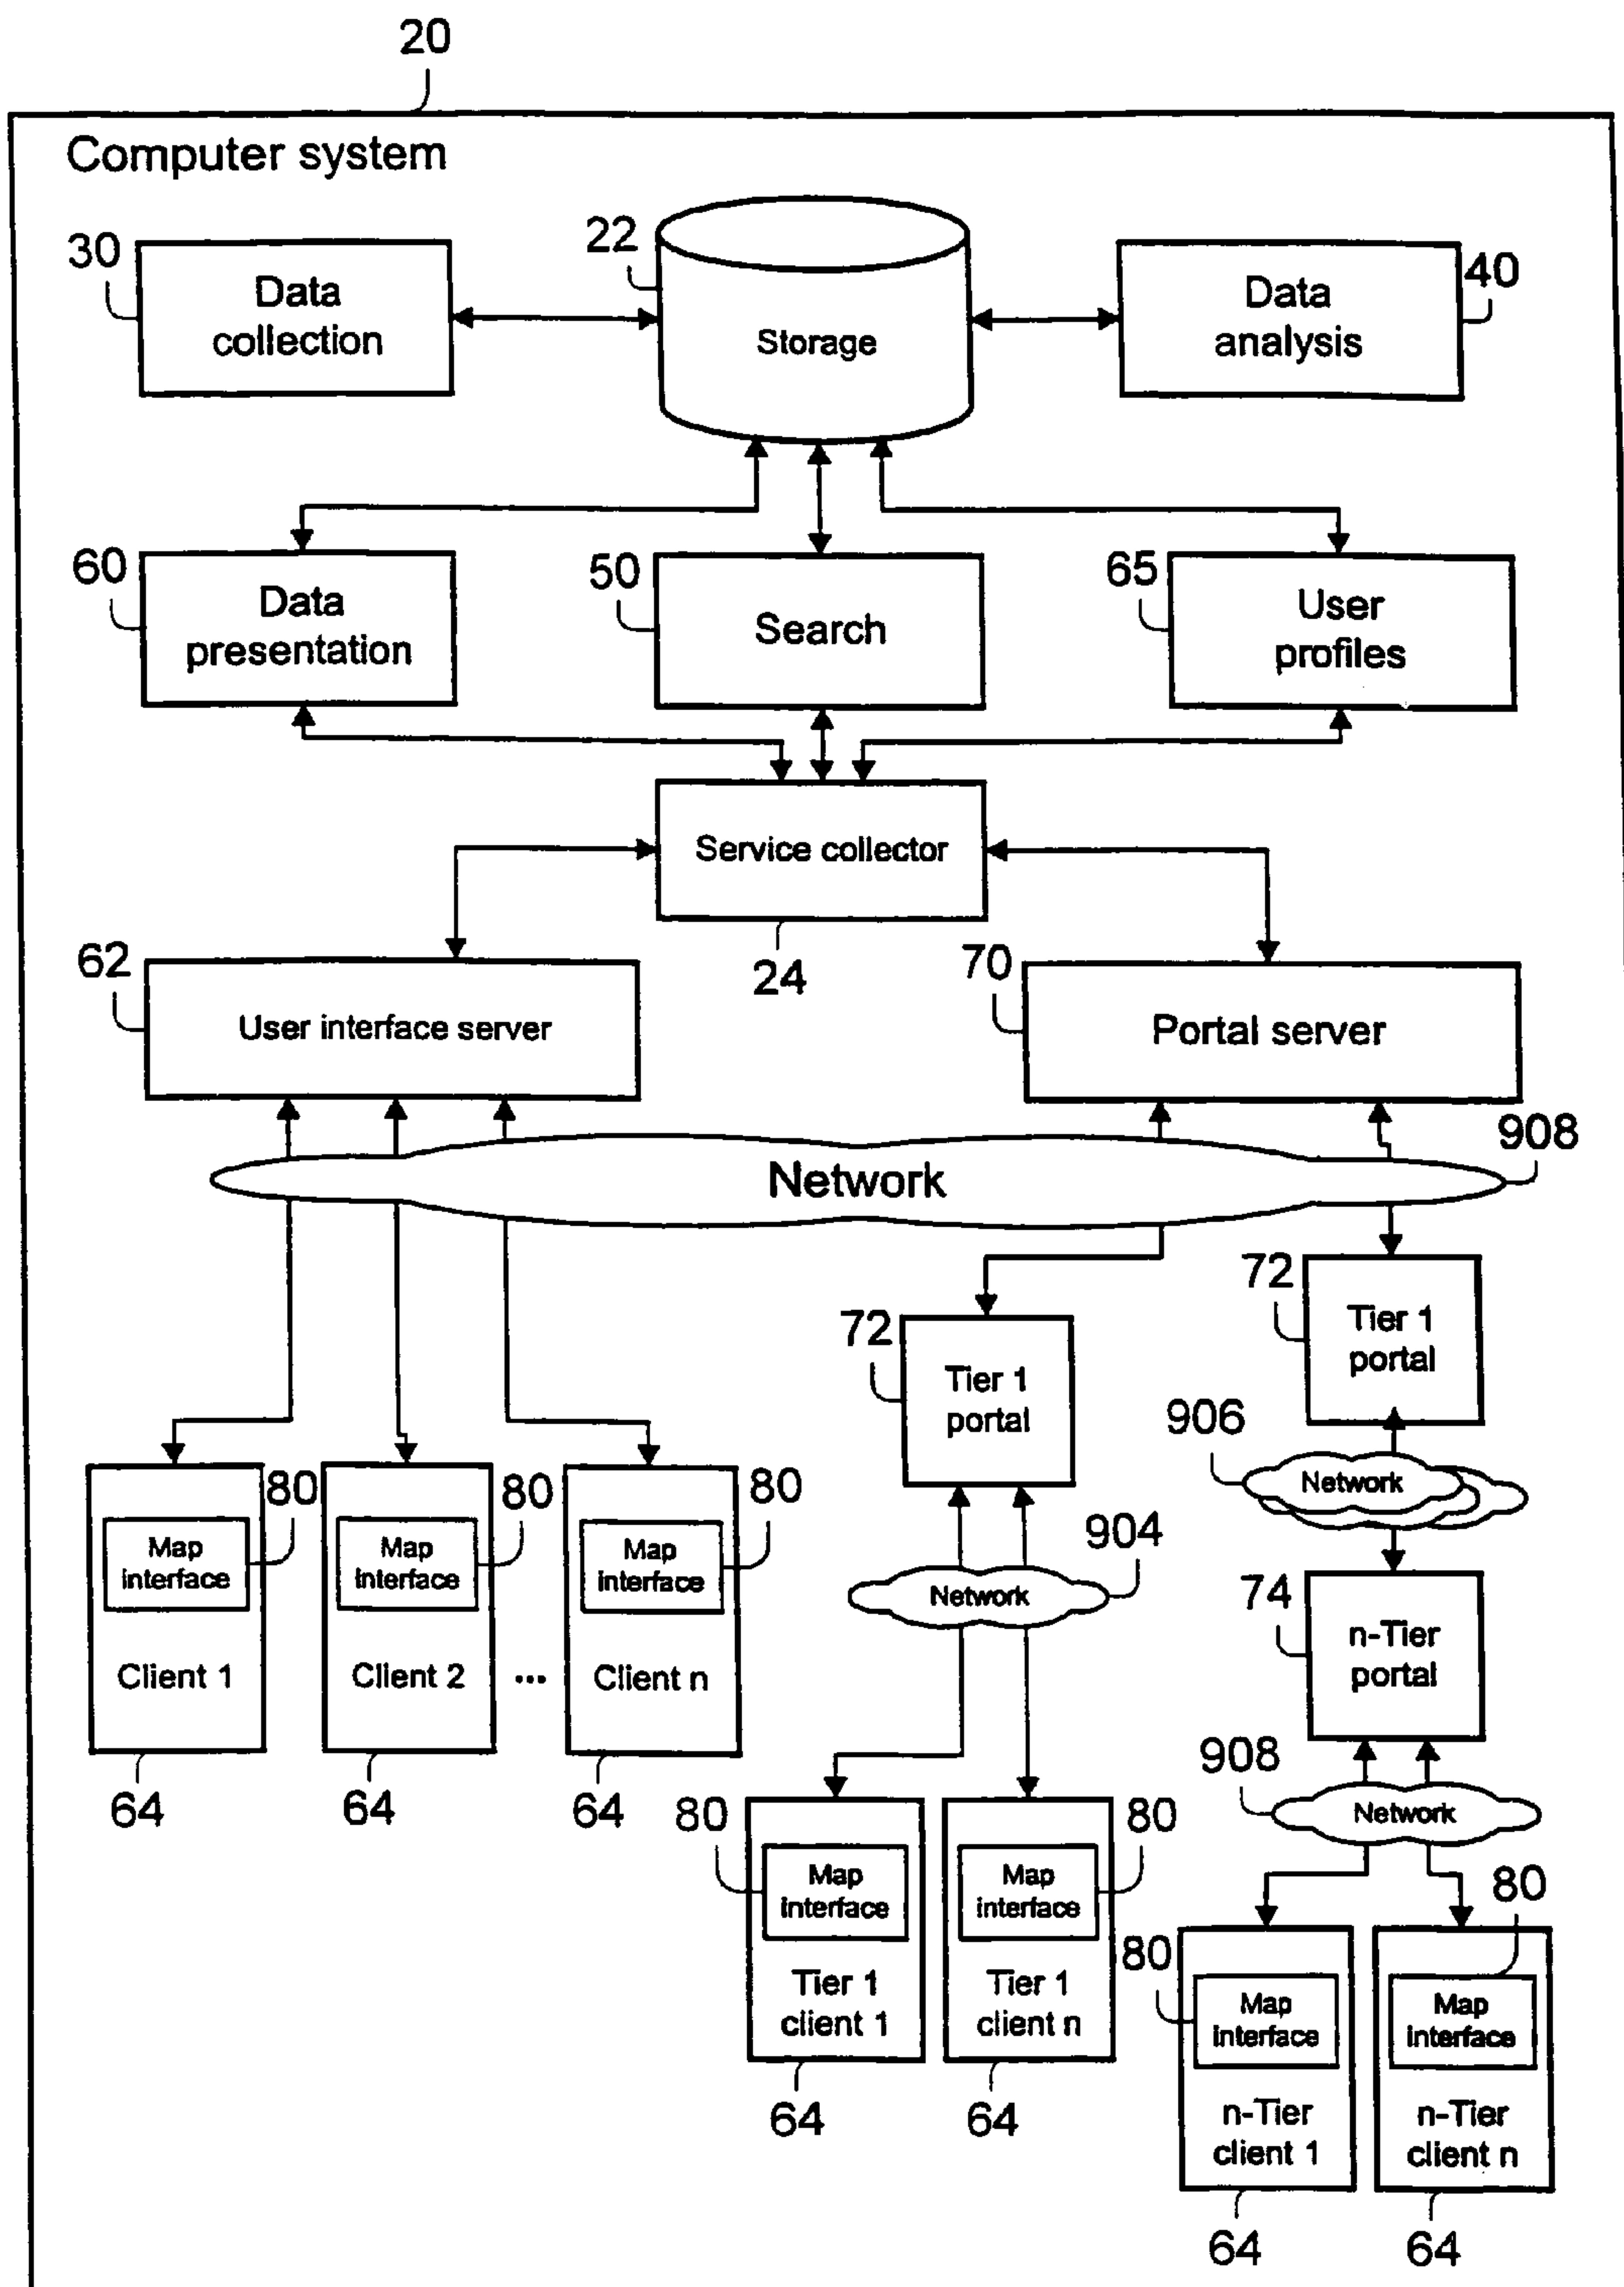 20
Computer system
30
Data
collection
22
Storage
40
Data
analysis
60
Data
presentation
50
Search
65
User
profiles
Service collector
24
62
User interface server
70
Portal server
Network
908
72
Tier 1
portal
72
Tier 1
portal
906
Network
904
Network
74
n-Tier
portal
908
Network
80
Map
interface
Client 1
64
80
Map
interface
Client 2
64
...
80
Map
interface
Client n
64
80
Map
interface
Tier 1
client 1
64
80
Map
interface
Tier 1
client n
64
80
Map
interface
n-Tier
client 1
64
80
Map
interface
n-Tier
client n
64